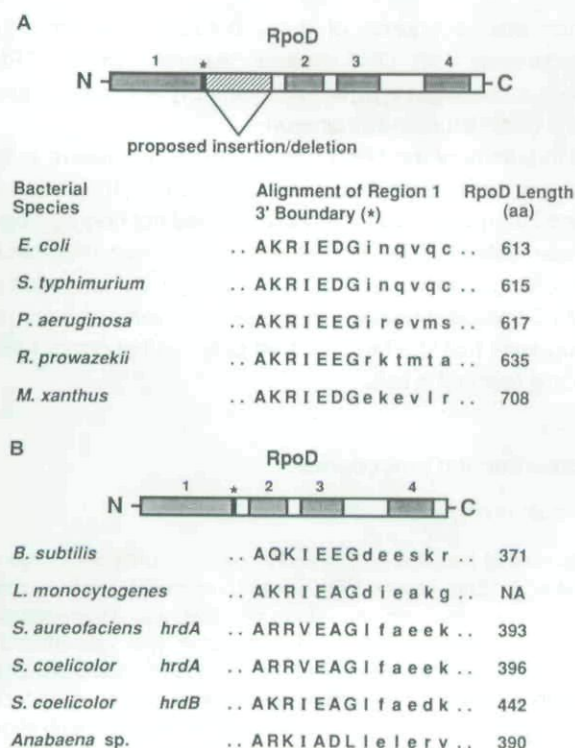 A
RpoD
1 * 2 3 4
N C
proposed insertion/deletion
Bacterial Species Alignment of Region 1 3' Boundary (*) RpoD Length (aa)
E. coli .. A K R I E D G i n q v q c .. 613
S. typhimurium .. A K R I E D G i n q v q c .. 615
P. aeruginosa .. A K R I E E G i r e v m s .. 617
R. prowazekii .. A K R I E E G r k t m t a .. 635
M. xanthus .. A K R I E D G e k e v l r .. 708
B
RpoD
1 * 2 3 4
N C
B. subtilis .. A Q K I E E G d e e s k r .. 371
L. monocytogenes .. A K R I E A G d i e a k g .. NA
S. aureofaciens hrdA .. A R R V E A G l f a e e k .. 393
S. coelicolor hrdA .. A R R V E A G l f a e e k .. 396
S. coelicolor hrdB .. A K R I E A G l f a e d k .. 442
Anabaena sp. .. A R K I A D L l e l e r v .. 390